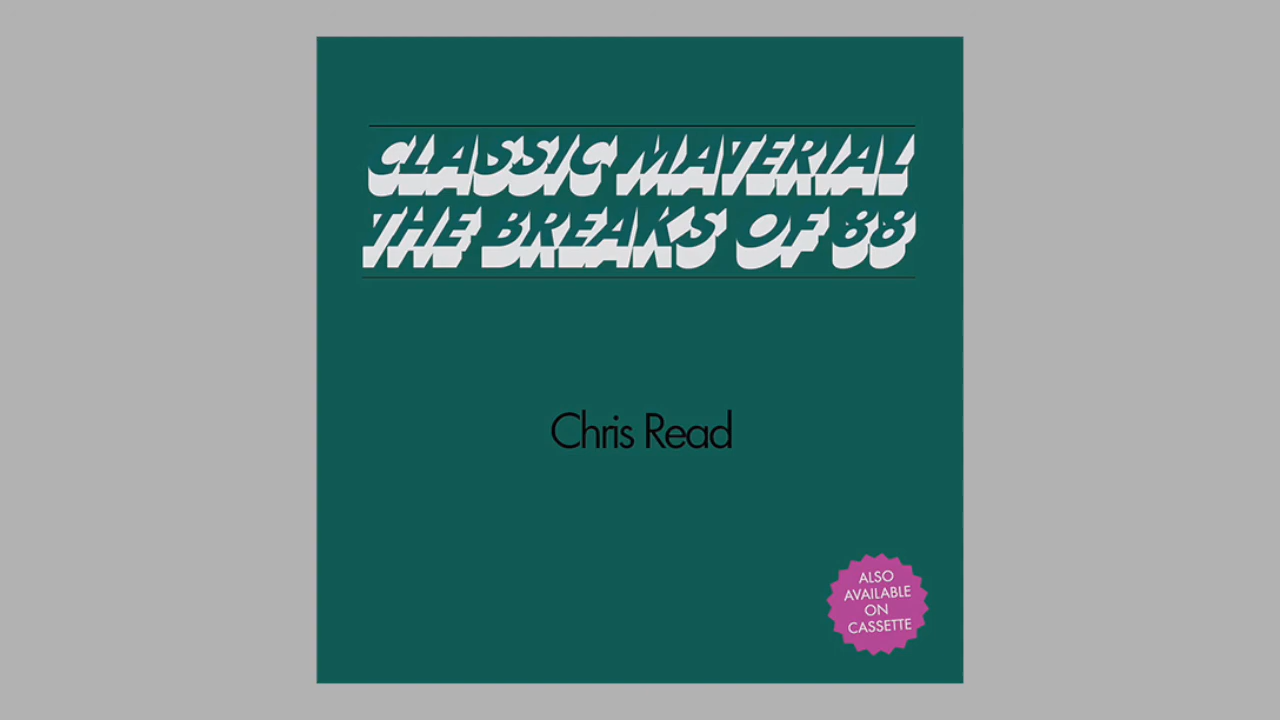 CLASSIC MATERIAL
THE BREAKS OF 88
Chris Read
ALSO
AVAILABLE
ON
CASSETTE